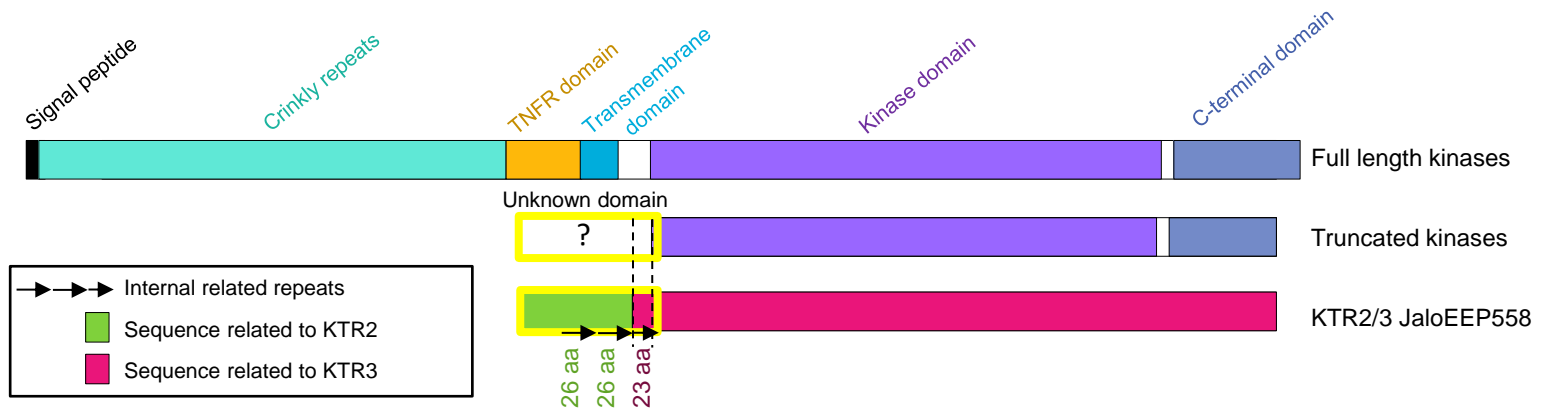 Signal peptide
Crinkly repeats
TNFR domain
Transmembrane
domain
Kinase domain
C-terminal domain
Full length kinases
Unknown domain
?
Truncated kinases
Internal related repeats
Sequence related to KTR2
Sequence related to KTR3
KTR2/3 JaloEEP558
26 aa
26 aa
23 aa